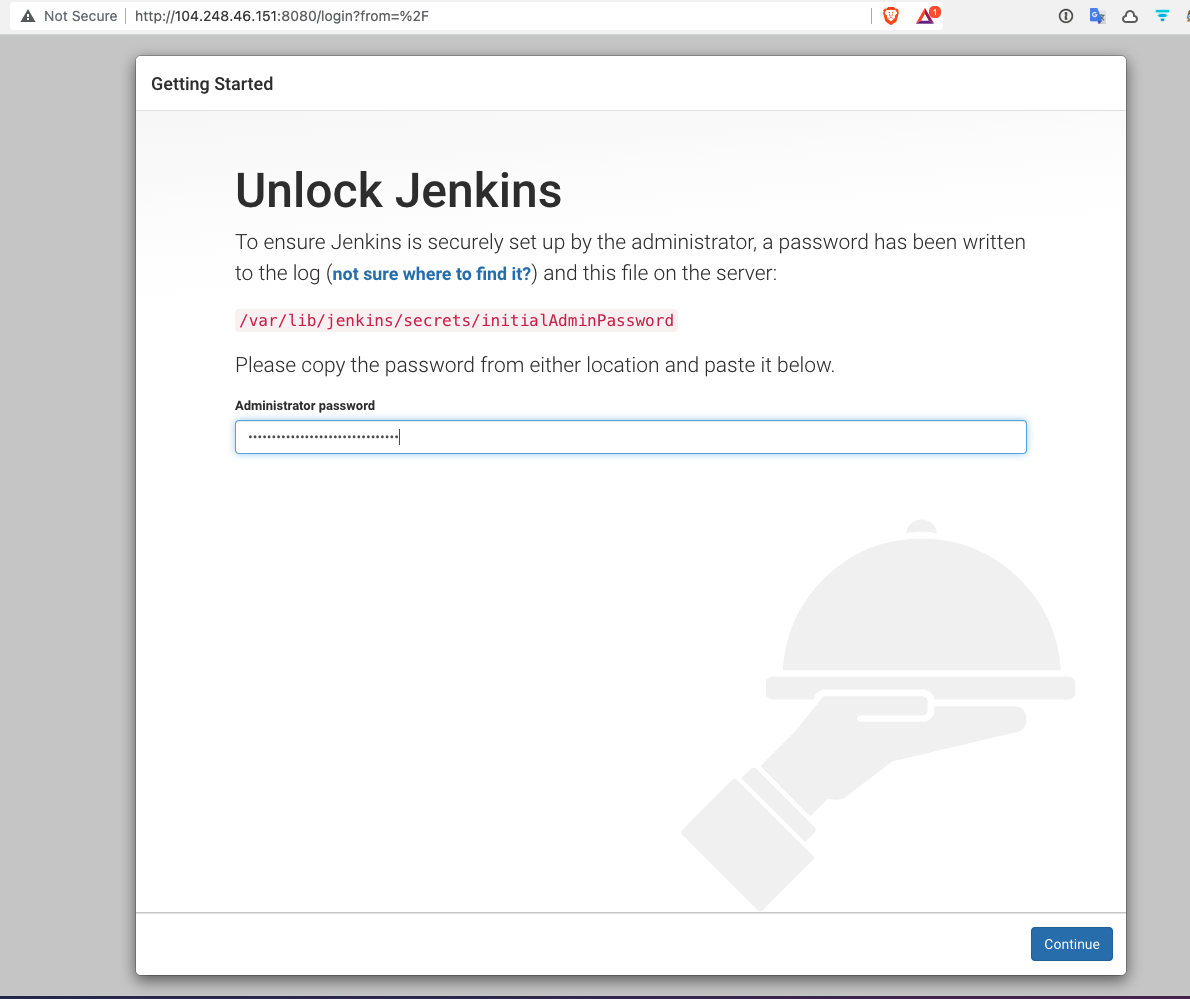 Not Secure http://104.248.46.151:8080/login?from=%2F
1
Getting Started
Unlock Jenkins
To ensure Jenkins is securely set up by the administrator, a password has been written
to the log (not sure where to find it?) and this file on the server:
/var/lib/jenkins/secrets/initialAdminPassword
Please copy the password from either location and paste it below.
Administrator password
Continue